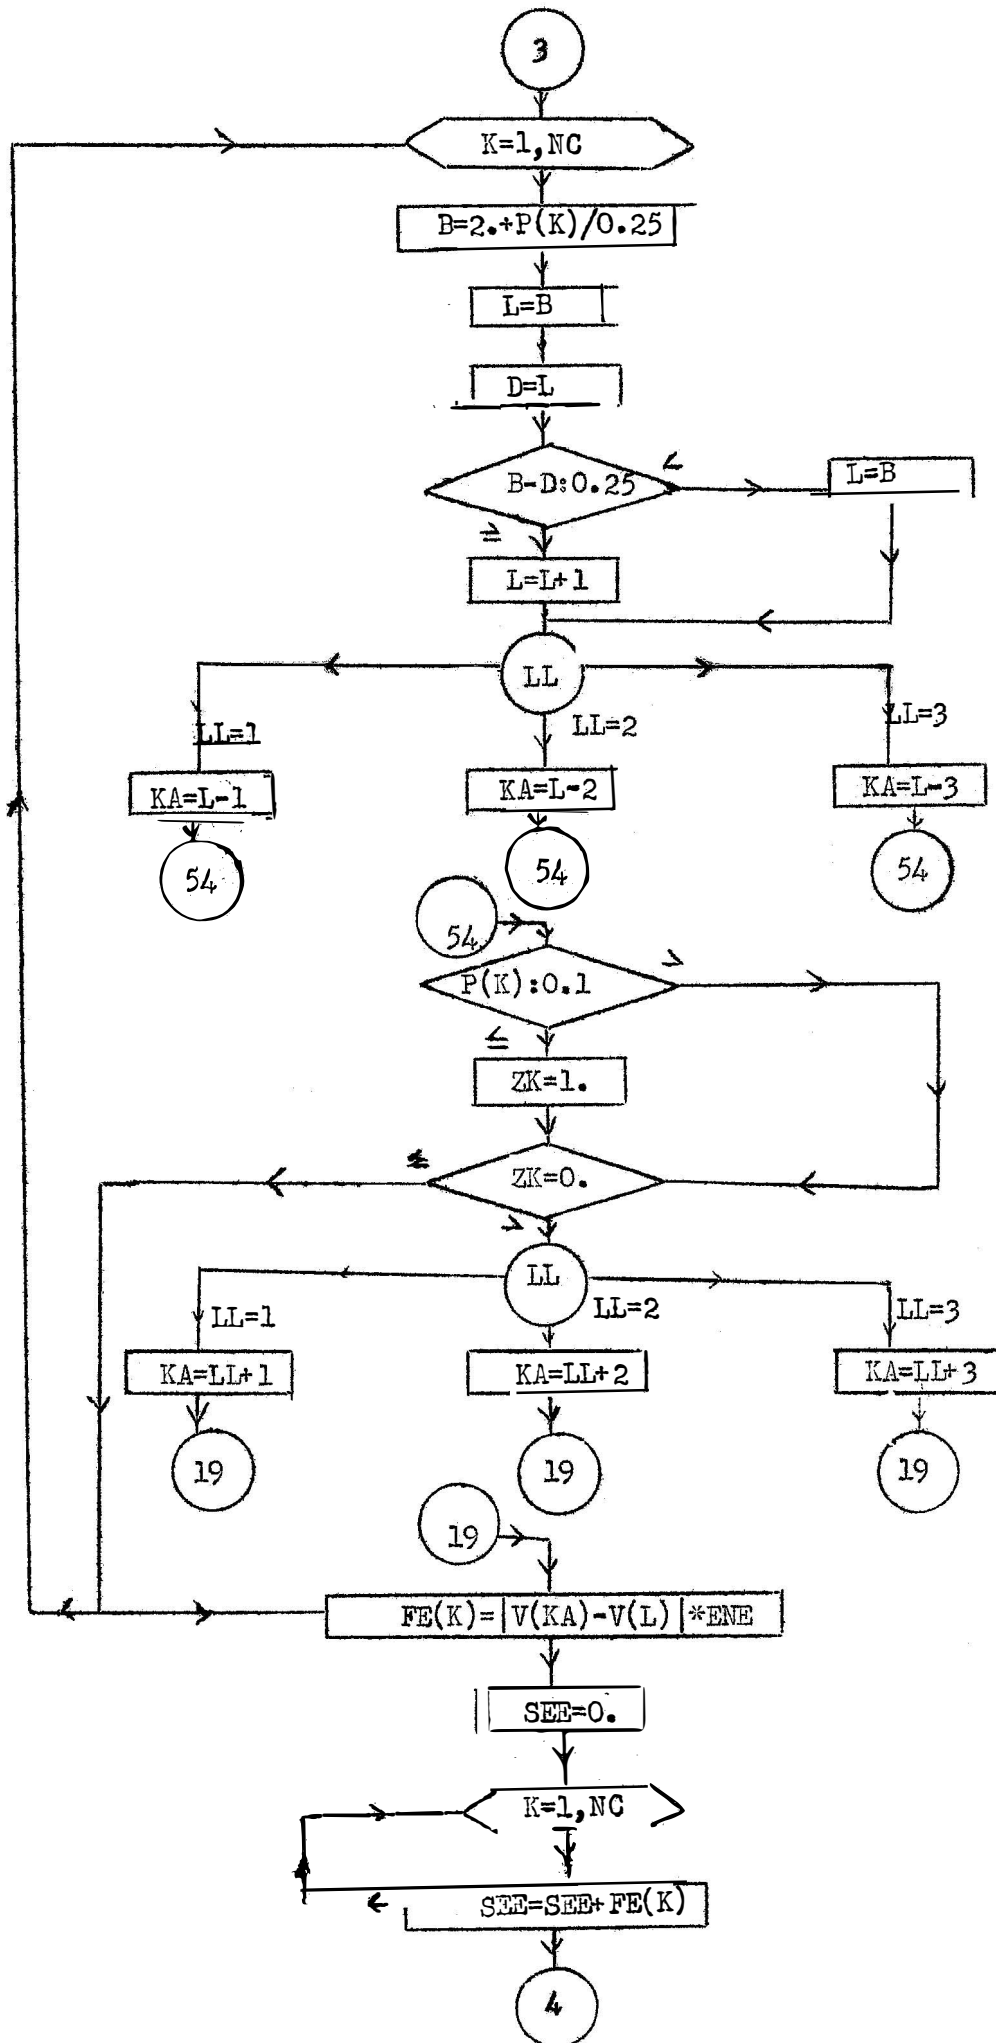 3
K=1,NC
B=2.+P(K)/0.25
L=B
D=L
<
B-D:0.25
L=B
≥
L=L+1
LL
LL=1
LL=2
LL=3
KA=L-1
KA=L-2
KA=L-3
54
54
54
54
>
P(K):0.1
≤
ZK=1.
≤
ZK=0.
>
LL
LL=1
LL=2
LL=3
KA=LL+1
KA=LL+2
KA=LL+3
19
19
19
19
FE(K)=|V(KA)-V(L)|*ENE
SEE=0.
K=1,NC
SEE=SEE+FE(K)
4